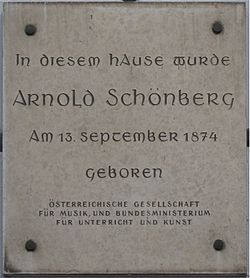 In diesem Hause wurde
Arnold Schönberg
Am 13. September 1874
geboren
ÖSTERREICHISCHE GESELLSCHAFT
FÜR MUSIK, UND BUNDESMINISTERIUM
FÜR UNTERRICHT UND KUNST